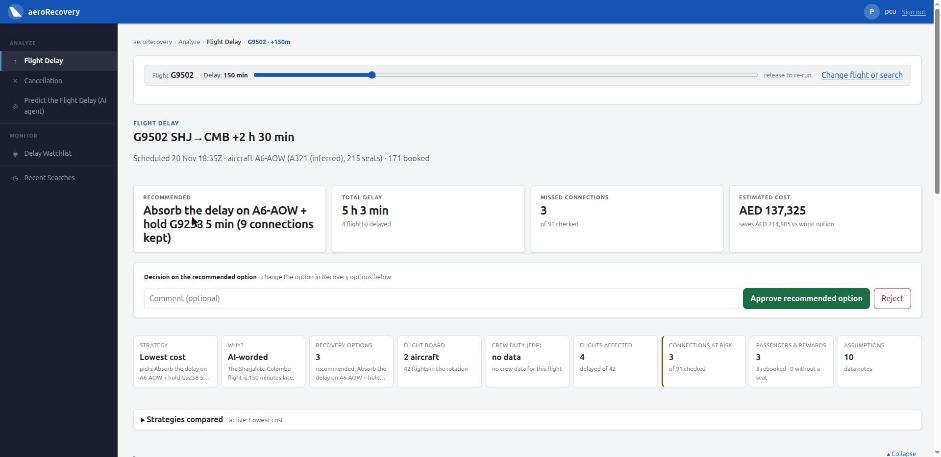 aeroRecovery
P pcu Sign out
ANALYZE
Flight Delay
Cancellation
Predict the Flight Delay (AI agent)
MONITOR
Delay Watchlist
Recent Searches
aeroRecovery › Analyze › Flight Delay › G9502 · +150m
Flight G9502 Delay: 150 min release to re-run Change flight or search
FLIGHT DELAY
G9502 SHJ→CMB +2 h 30 min
Scheduled 20 Nov 18:35Z · aircraft A6-AOW (A321 (inferred), 215 seats) · 171 booked
RECOMMENDED
Absorb the delay on A6-AOW +
hold 5 min (9 connections
kept)
TOTAL DELAY
5 h 3 min
4 flight(s) delayed
MISSED CONNECTIONS
3
of 91 checked
ESTIMATED COST
AED 137,325
saves AED vs worst option
Decision on the recommended option · change the option in Recovery options below
Comment (optional)
Approve recommended option
Reject
STRATEGY
Lowest cost
picks Absorb the delay on
A6-AOW + hold G9258 5...
WHY?
AI-worded
The Sharjah to Colombo
flight is 150 minutes late.
RECOVERY OPTIONS
3
recommended: Absorb the
delay on A6-AOW + hold...
FLIGHT BOARD
2 aircraft
42 flights in the rotation
CREW DUTY (FDP)
no data
no crew data for this flight
FLIGHTS AFFECTED
4
delayed of 42
CONNECTIONS AT RISK
3
of 91 checked
PASSENGERS & REWARDS
3
3 rebooked · 0 without a
seat
ASSUMPTIONS
10
data notes
▸ Strategies compared active: Lowest cost
▴ Collapse